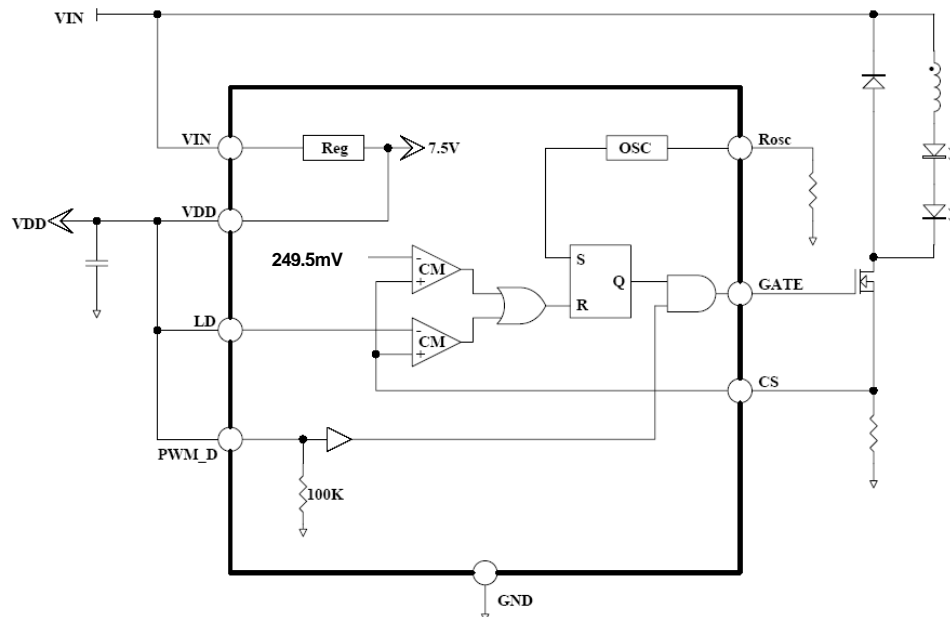 VIN
VIN
Reg
7.5V
OSC
Rosc
VDD
VDD
249.5mV
-
CM
+
S
Q
R
GATE
LD
-
CM
+
CS
PWM_D
100K
GND